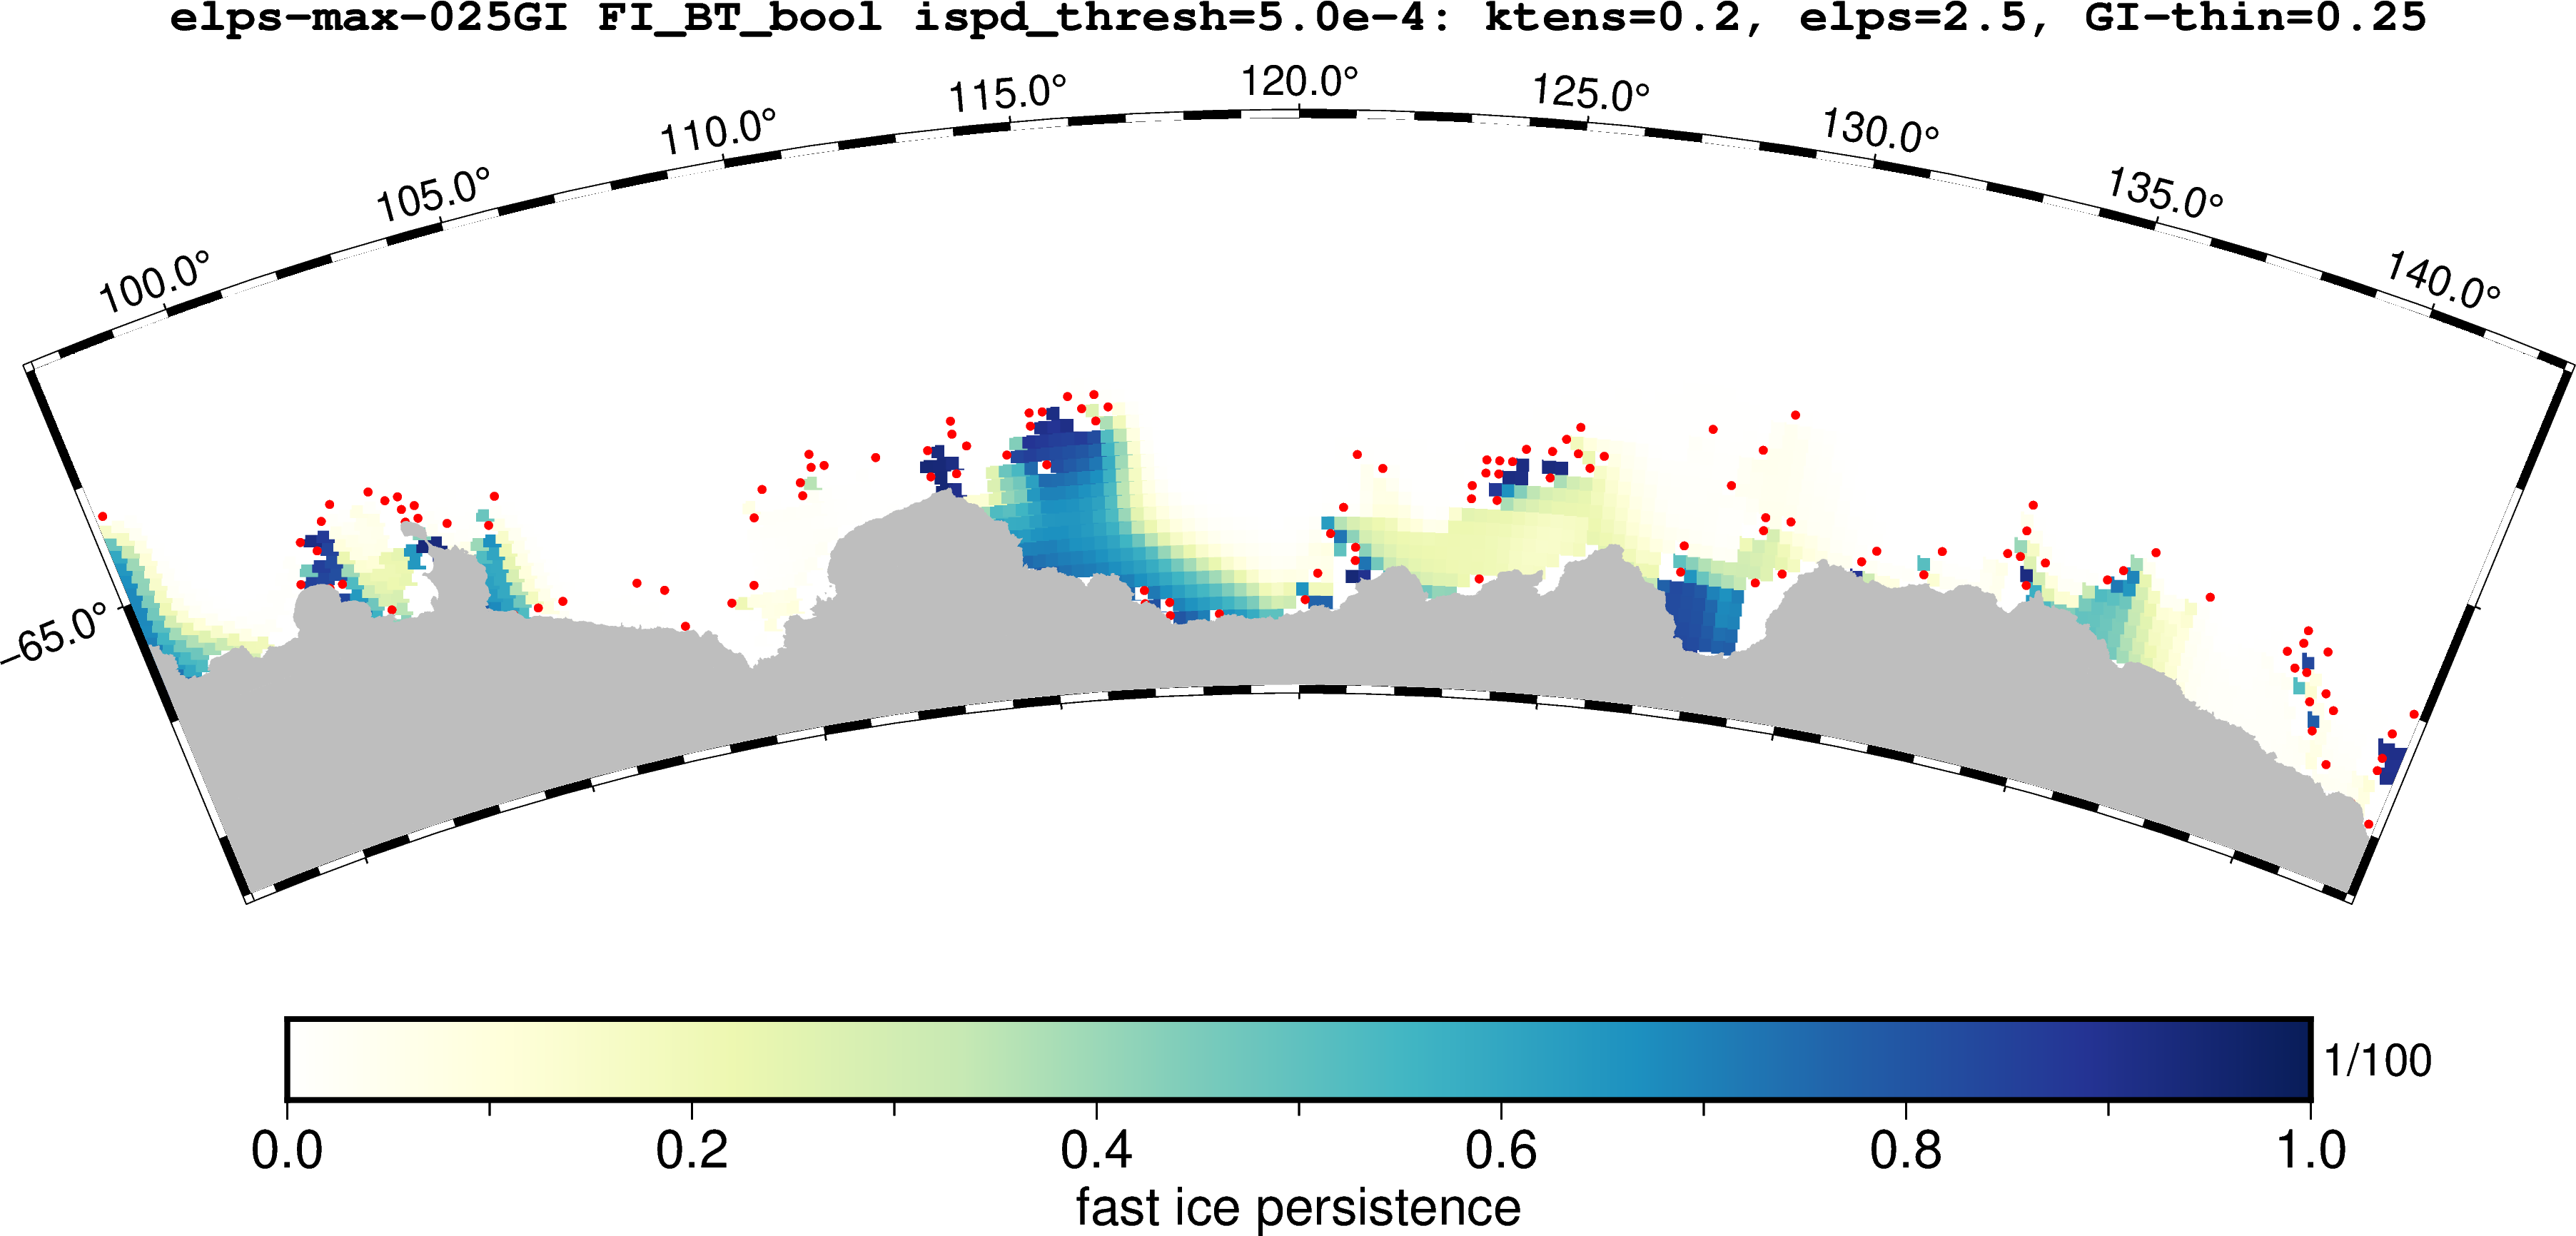 elps-max-025GI FI_BT_bool ispd_thresh=5.0e-4: ktens=0.2, elps=2.5, GI-thin=0.25
100.0° 105.0° 110.0° 115.0° 120.0° 125.0° 130.0° 135.0° 140.0°
-65.0°
1/100
0.0 0.2 0.4 0.6 0.8 1.0
fast ice persistence